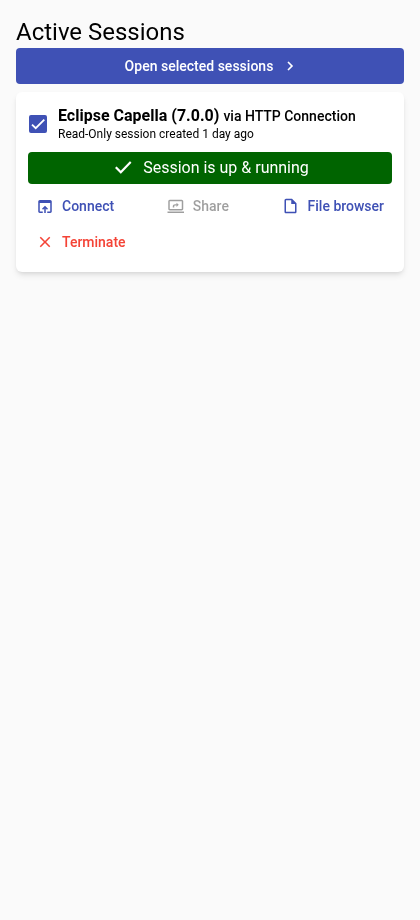 Active Sessions
Open selected sessions
Eclipse Capella (7.0.0) via HTTP Connection
Read-Only session created 1 day ago
Session is up & running
Connect Share File browser
Terminate